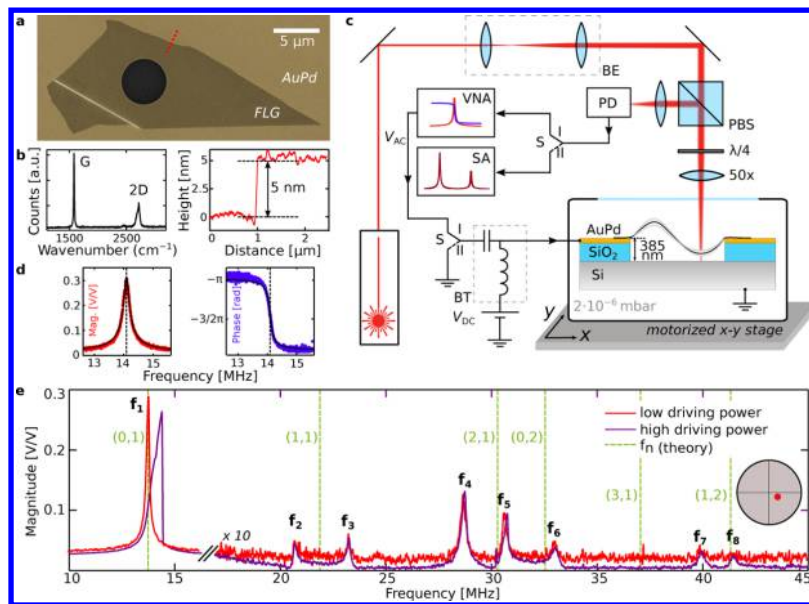 a
5 µm
AuPd
FLG
b
Counts [a.u.]
G
2D
1500
2500
Wavenumber (cm⁻¹)
Height [nm]
5
0
5 nm
0
1
2
Distance [µm]
c
BE
VNA
PD
PBS
V_AC
S
I
II
SA
λ/4
50x
S
I
II
AuPd
SiO₂
385
nm
Si
BT
V_DC
2·10⁻⁶ mbar
y
x
motorized x-y stage
d
Mag. [V/V]
0.3
0.2
0.1
0
13
14
15
Phase [rad]
−π
−3/2π
13
14
15
Frequency [MHz]
e
Magnitude [V/V]
0.3
0.2
0.1
f₁
(0,1)
(1,1)
(2,1)
(0,2)
(3,1)
(1,2)
low driving power
high driving power
fₙ (theory)
x 10
f₂
f₃
f₄
f₅
f₆
f₇
f₈
10
15
20
25
30
35
40
45
Frequency [MHz]